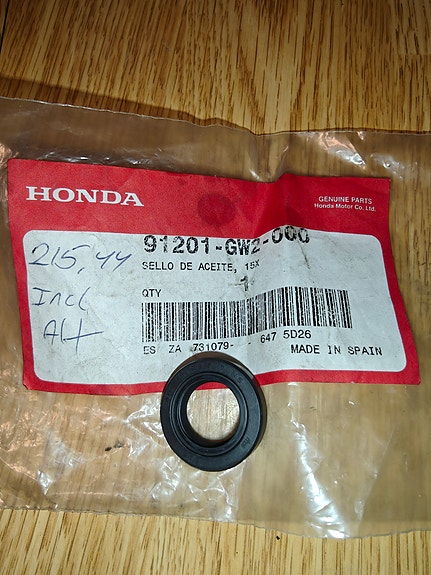 HONDA
GENUINE PARTS
Honda Motor Co., Ltd.
91201-GW2-000
SELLO DE ACEITE, 15X
QTY 1
ES ZA 731079- - 647 5D26
MADE IN SPAIN
215,44
Incl